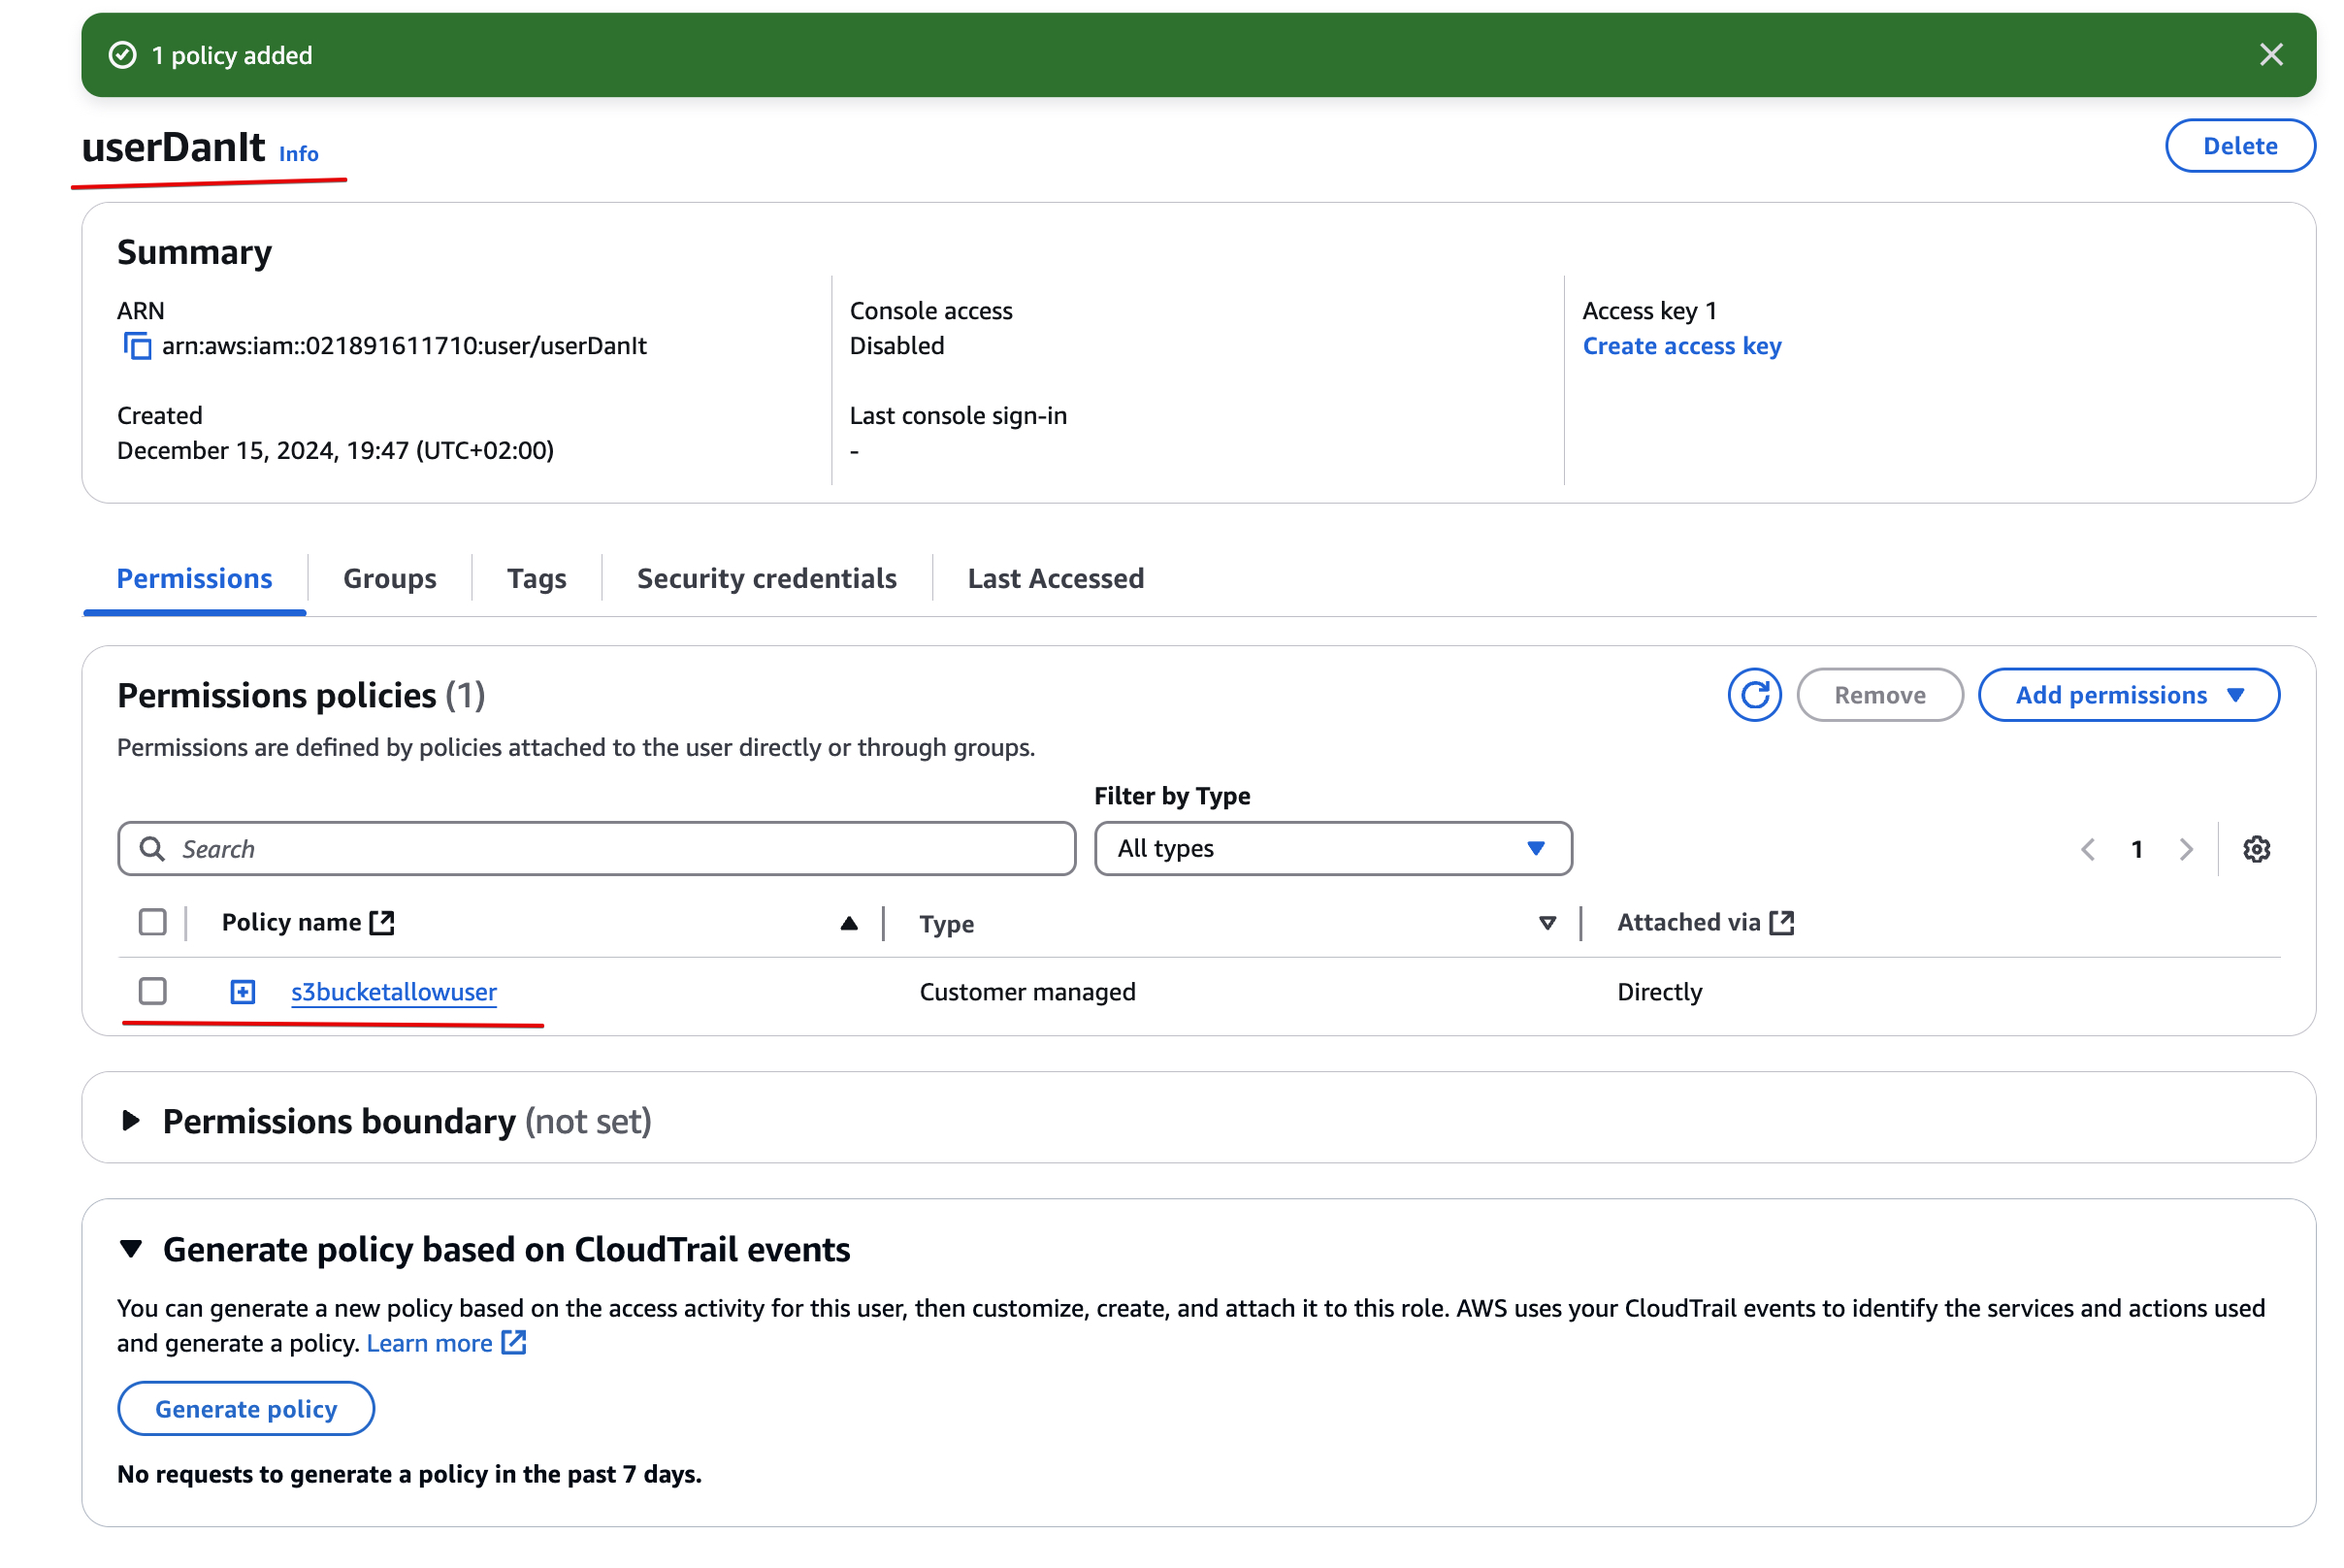 1 policy added
userDanIt Info
Delete
Summary
ARN
arn:aws:iam::021891611710:user/userDanIt
Created
December 15, 2024, 19:47 (UTC+02:00)
Console access
Disabled
Last console sign-in
-
Access key 1
Create access key
Permissions Groups Tags Security credentials Last Accessed
Permissions policies (1)
Remove
Add permissions
Permissions are defined by policies attached to the user directly or through groups.
Filter by Type
Search
All types
1
Policy name Type Attached via
s3bucketallowuser Customer managed Directly
Permissions boundary (not set)
Generate policy based on CloudTrail events
You can generate a new policy based on the access activity for this user, then customize, create, and attach it to this role. AWS uses your CloudTrail events to identify the services and actions used
and generate a policy. Learn more
Generate policy
No requests to generate a policy in the past 7 days.